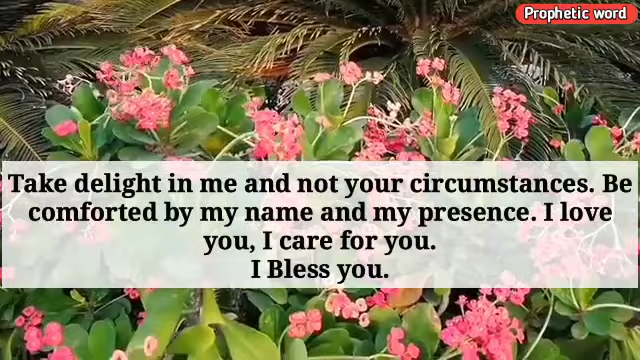 Prophetic word
Take delight in me and not your circumstances. Be
comforted by my name and my presence. I love
you, I care for you.
I Bless you.